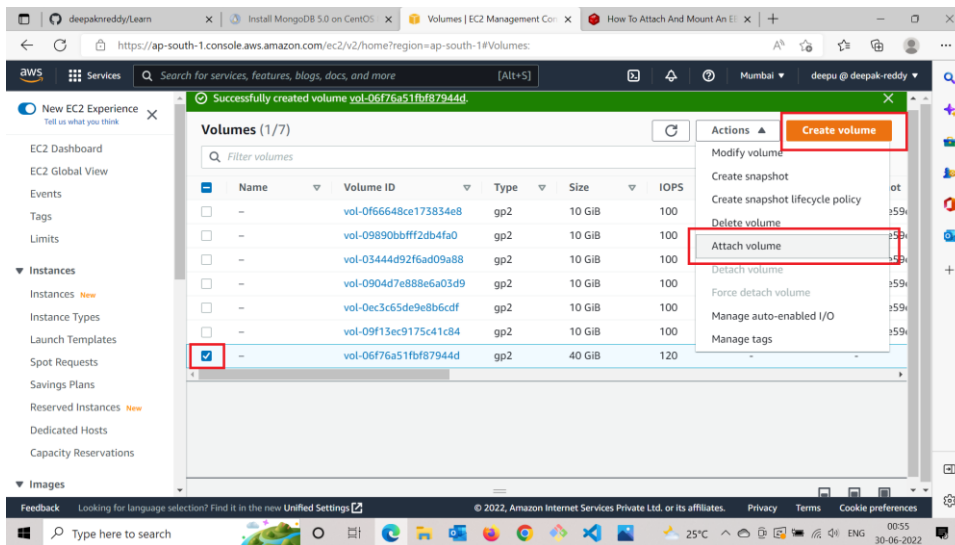 deepaknreddy/Learn
Install MongoDB 5.0 on CentOS
Volumes | EC2 Management Con
How To Attach And Mount An E
https://ap-south-1.console.aws.amazon.com/ec2/v2/home?region=ap-south-1#Volumes:
aws
Services
Search for services, features, blogs, docs, and more
[Alt+S]
Mumbai
deepu @ deepak-reddy
New EC2 Experience
Tell us what you think
EC2 Dashboard
EC2 Global View
Events
Tags
Limits
Instances
Instances New
Instance Types
Launch Templates
Spot Requests
Savings Plans
Reserved Instances New
Dedicated Hosts
Capacity Reservations
Images
Successfully created volume vol-06f76a51fbf87944d.
Volumes (1/7)
Actions
Create volume
Filter volumes
Modify volume
Create snapshot
Create snapshot lifecycle policy
Delete volume
Attach volume
Detach volume
Force detach volume
Manage auto-enabled I/O
Manage tags
Name Volume ID Type Size IOPS
– vol-0f66648ce173834e8 gp2 10 GiB 100
– vol-09890bbfff2db4fa0 gp2 10 GiB 100
– vol-03444d92f6ad09a88 gp2 10 GiB 100
– vol-0904d7e888e6a03d9 gp2 10 GiB 100
– vol-0ec3c65de9e8b6cdf gp2 10 GiB 100
– vol-09f13ec9175c41c84 gp2 10 GiB 100
– vol-06f76a51fbf87944d gp2 40 GiB 120 - -
Feedback Looking for language selection? Find it in the new Unified Settings
© 2022, Amazon Internet Services Private Ltd. or its affiliates. Privacy Terms Cookie preferences
Type here to search
25°C
ENG
00:55
30-06-2022